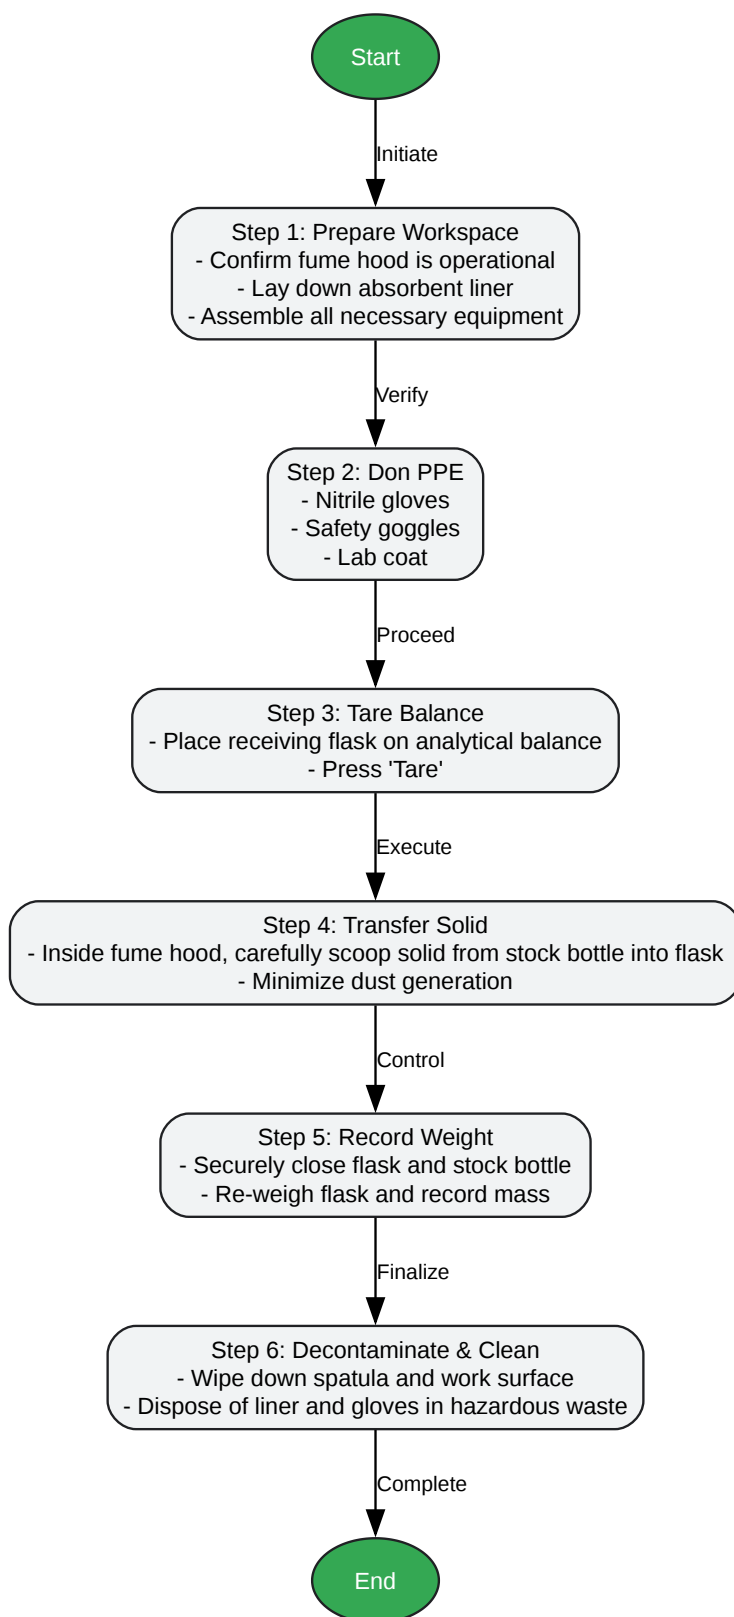 Start
Initiate
Step 1: Prepare Workspace
- Confirm fume hood is operational
- Lay down absorbent liner
- Assemble all necessary equipment
Verify
Step 2: Don PPE
- Nitrile gloves
- Safety goggles
- Lab coat
Proceed
Step 3: Tare Balance
- Place receiving flask on analytical balance
- Press 'Tare'
Execute
Step 4: Transfer Solid
- Inside fume hood, carefully scoop solid from stock bottle into flask
- Minimize dust generation
Control
Step 5: Record Weight
- Securely close flask and stock bottle
- Re-weigh flask and record mass
Finalize
Step 6: Decontaminate & Clean
- Wipe down spatula and work surface
- Dispose of liner and gloves in hazardous waste
Complete
End